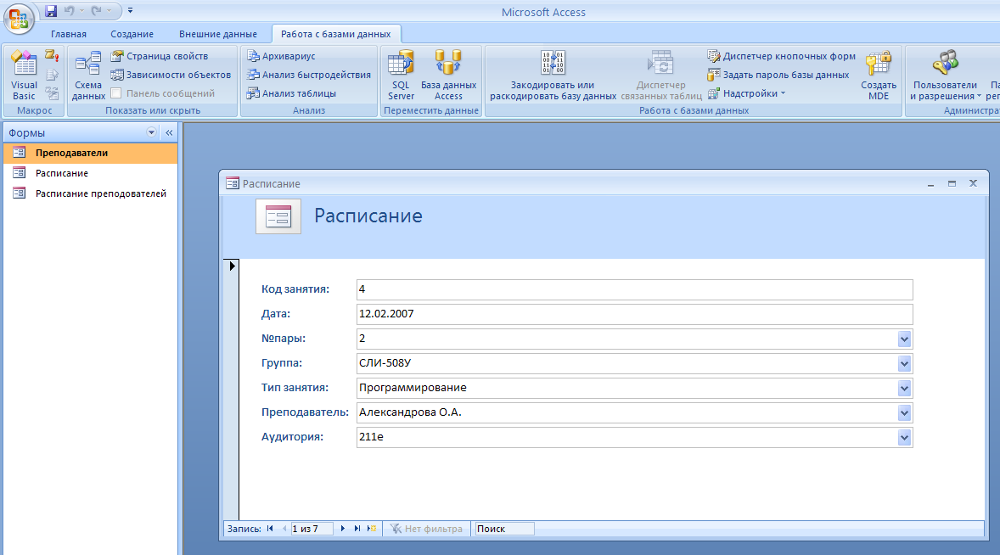 Microsoft Access
Главная Создание Внешние данные Работа с базами данных
Visual Basic
Макрос
Схема данных
Страница свойств
Зависимости объектов
Панель сообщений
Показать или скрыть
Архивариус
Анализ быстродействия
Анализ таблицы
Анализ
SQL Server
База данных Access
Переместить данные
Закодировать или раскодировать базу данных
Диспетчер связанных таблиц
Диспетчер кнопочных форм
Задать пароль базы данных
Надстройки
Создать MDE
Работа с базами данных
Пользователи и разрешения
Па
рег
Администра
Формы
Преподаватели
Расписание
Расписание преподователей
Расписание
Расписание
Код занятия: 4
Дата: 12.02.2007
№пары: 2
Группа: СЛИ-508У
Тип занятия: Программирование
Преподаватель: Александрова О.А.
Аудитория: 211е
Запись: 1 из 7 Нет фильтра Поиск